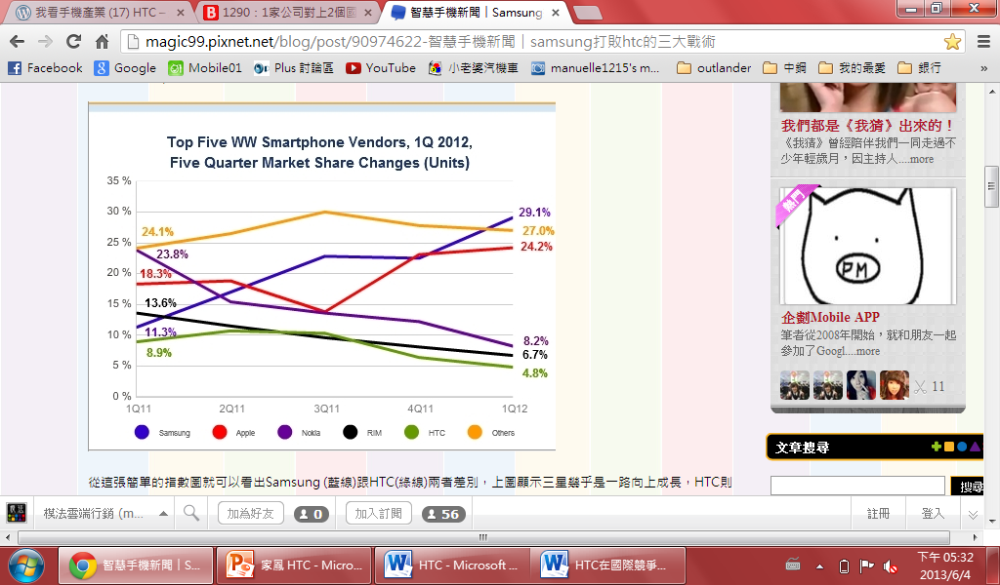 我看手機產業 (17) HTC –
1290：1家公司對上2個國
智慧手機新聞｜Samsung
magic99.pixnet.net/blog/post/90974622-智慧手機新聞｜samsung打敗htc的三大戰術
Facebook
Google
Mobile01
Plus 討論區
YouTube
小老婆汽機車
manuelle1215's m...
outlander
中鋼
我的最愛
銀行
»
Top Five WW Smartphone Vendors, 1Q 2012,
Five Quarter Market Share Changes (Units)
35 %
30 %
25 %
20 %
15 %
10 %
5 %
0 %
24.1%
23.8%
18.3%
13.6%
11.3%
8.9%
29.1%
27.0%
24.2%
8.2%
6.7%
4.8%
1Q11 2Q11 3Q11 4Q11 1Q12
Samsung Apple Nokia RIM HTC Others
從這張簡單的指數圖就可以看出Samsung (藍線)跟HTC(綠線)兩者差別，上圖顯示三星幾乎是一路向上成長，HTC則
我們都是《我猜》出來的！
《我猜》曾經陪伴我們一同走過不
少年輕歲月，因主持人....more
熱門
PM
企劃Mobile APP
筆者從2008年開始，就和朋友一起
參加了Googl....more
11
文章搜尋
搜尋
棋法雲端行銷 (m...
加為好友
0
加入訂閱
56
註冊
登入
智慧手機新聞｜S...
家鳳 HTC - Micro...
HTC - Microsoft ...
HTC在國際競爭...
下午 05:32
2013/6/4